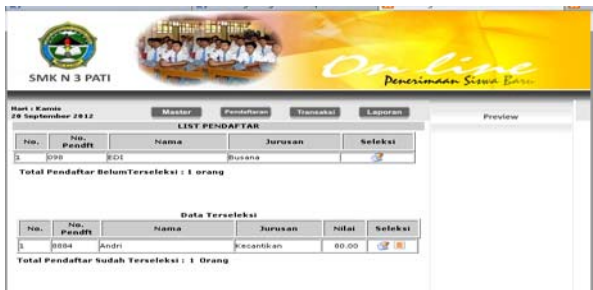 SMK N 3 PATI
On line
Penerimaan Siswa Baru
Hari : Kamis
20 September 2012
Master Pendaftaran Transaksi Laporan
Preview
LIST PENDAFTAR
No. No. Pendft Nama Jurusan Seleksi
1 098 EDI Busana
Total Pendaftar BelumTerseleksi : 1 orang
Data Terseleksi
No. No. Pendft Nama Jurusan Nilai Seleksi
1 8884 Andri Kecantikan 80.00
Total Pendaftar Sudah Terseleksi : 1 Orang